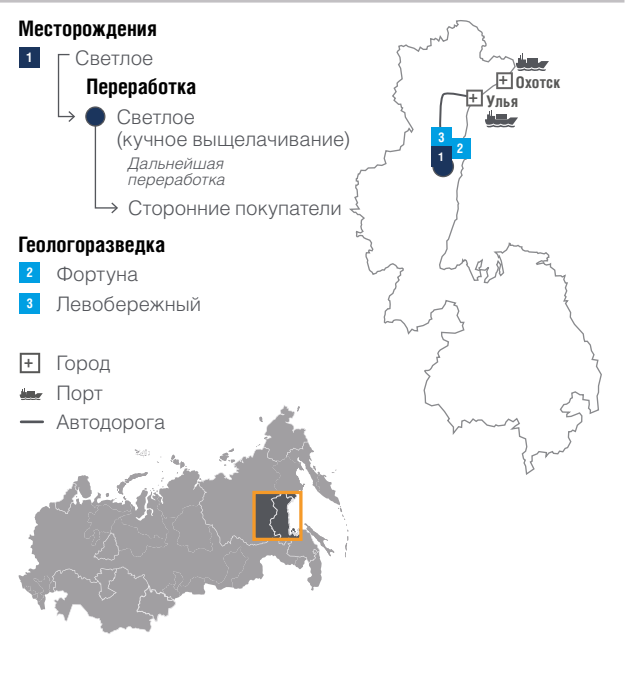 Месторождения
1 Светлое
Переработка
Светлое
(кучное выщелачивание)
Дальнейшая
переработка
Сторонние покупатели
Геологоразведка
2 Фортуна
3 Левобережный
Город
Порт
Автодорога
Охотск
Улья
3
2
1